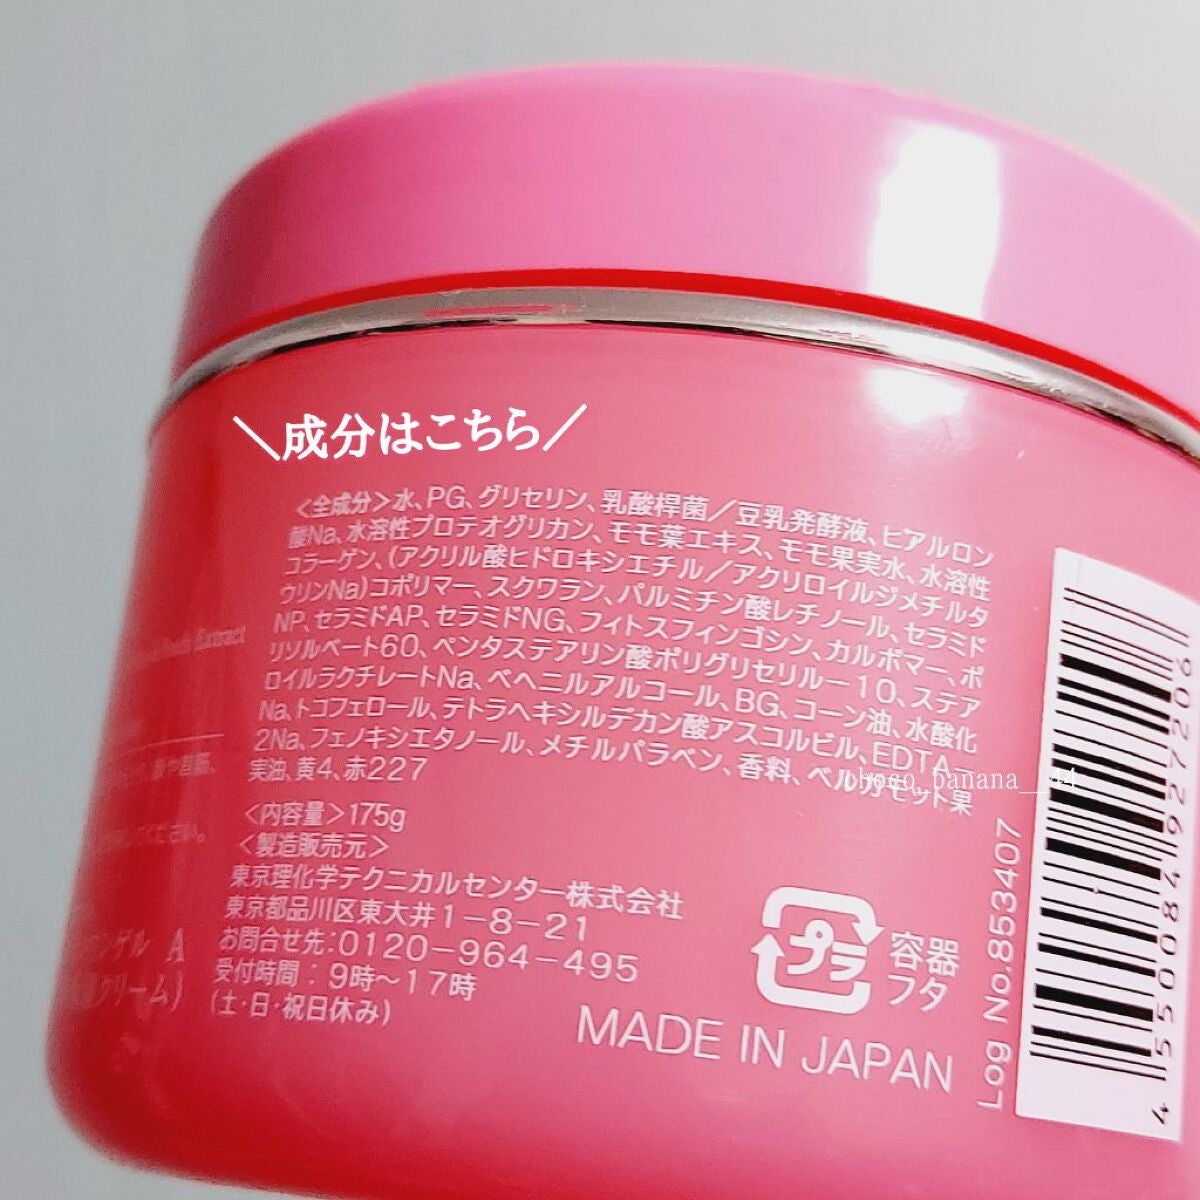 ＼成分はこちら／
＜全成分＞水、PG、グリセリン、乳酸桿菌／豆乳発酵液、ヒアルロン
酸Na、水溶性プロテオグリカン、モモ葉エキス、モモ果実水、水溶性
コラーゲン、(アクリル酸ヒドロキシエチル／アクリロイルジメチルタ
ウリンNa)コポリマー、スクワラン、パルミチン酸レチノール、セラミド
NP、セラミドAP、セラミドNG、フィトスフィンゴシン、カルボマー、ポ
リソルベート60、ペンタステアリン酸ポリグリセリル－10、ステア
ロイルラクチレートNa、ベヘニルアルコール、BG、コーン油、水酸化
Na、トコフェロール、テトラヘキシルデカン酸アスコルビル、EDTA－
2Na、フェノキシエタノール、メチルパラベン、香料、ベルガモット果
実油、黄4、赤227
choco_banana__44
＜内容量＞175g
＜製造販売元＞
東京理化学テクニカルセンター株式会社
東京都品川区東大井1－8－21
お問合せ先：0120－964－495
受付時間：9時～17時
(土・日・祝日休み)
Extract
ゲル A
クリーム)
プラ
容器
フタ
MADE IN JAPAN
Log No.853407
4 550084 927206